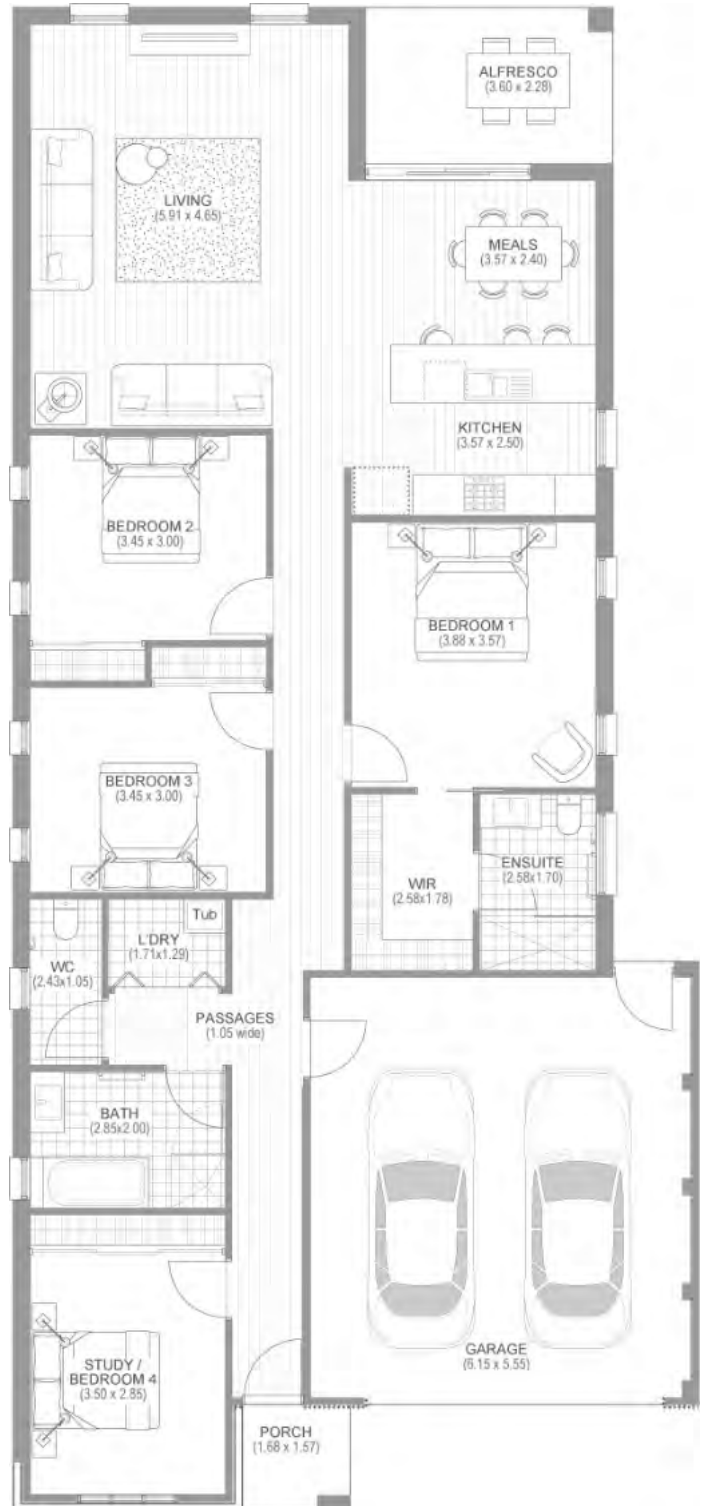 ALFRESCO
(3.60 x 2.28)
LIVING
(5.91 x 4.65)
MEALS
(3.57 x 2.40)
KITCHEN
(3.57 x 2.50)
BEDROOM 2
(3.45 x 3.00)
BEDROOM 1
(3.88 x 3.57)
BEDROOM 3
(3.45 x 3.00)
ENSUITE
(2.58x1.70)
WIR
(2.58x1.78)
Tub
L'DRY
(1.71x1.29)
WC
(2.43x1.05)
PASSAGES
(1.05 wide)
BATH
(2.85x2.00)
GARAGE
(6.15 x 5.55)
STUDY /
BEDROOM 4
(3.50 x 2.85)
PORCH
(1.68 x 1.57)